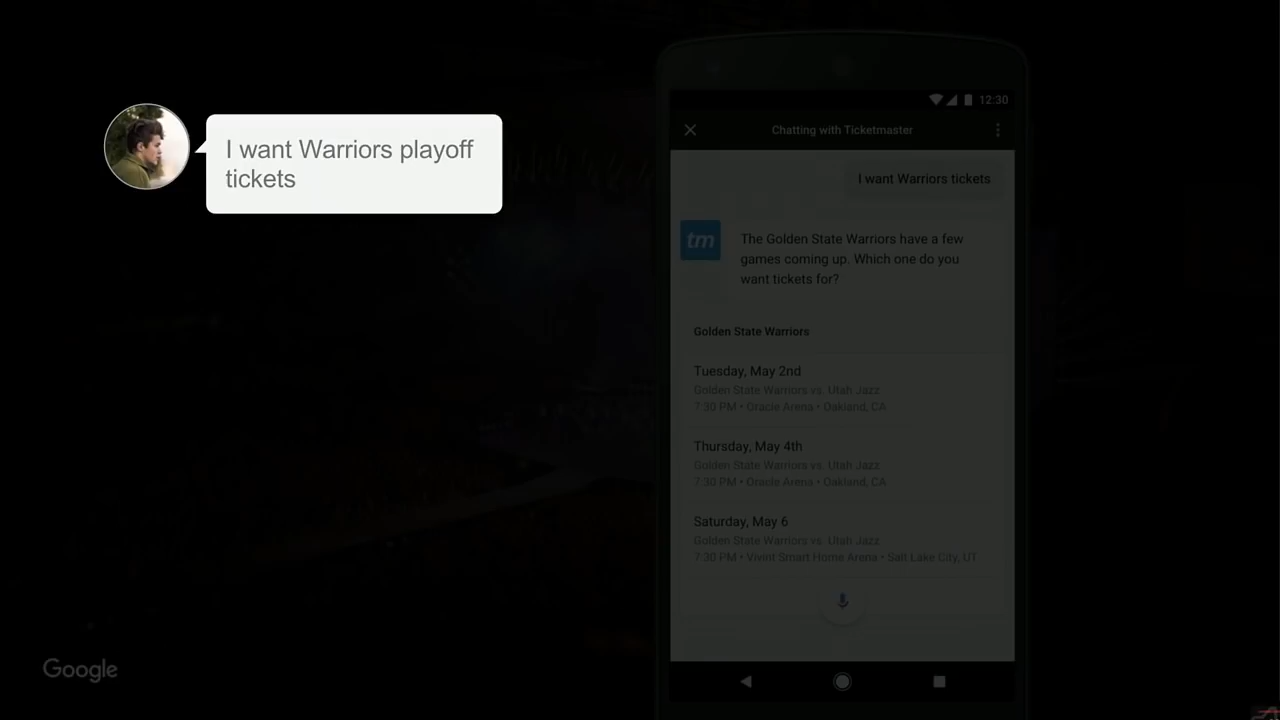 I want Warriors playoff
tickets
12:30
Chatting with Ticketmaster
I want Warriors tickets
tm
The Golden State Warriors have a few
games coming up. Which one do you
want tickets for?
Golden State Warriors
Tuesday, May 2nd
Golden State Warriors vs. Utah Jazz
7:30 PM • Oracle Arena • Oakland, CA
Thursday, May 4th
Golden State Warriors vs. Utah Jazz
7:30 PM • Oracle Arena • Oakland, CA
Saturday, May 6
Golden State Warriors vs. Utah Jazz
7:30 PM • Vivint Smart Home Arena • Salt Lake City, UT
Google